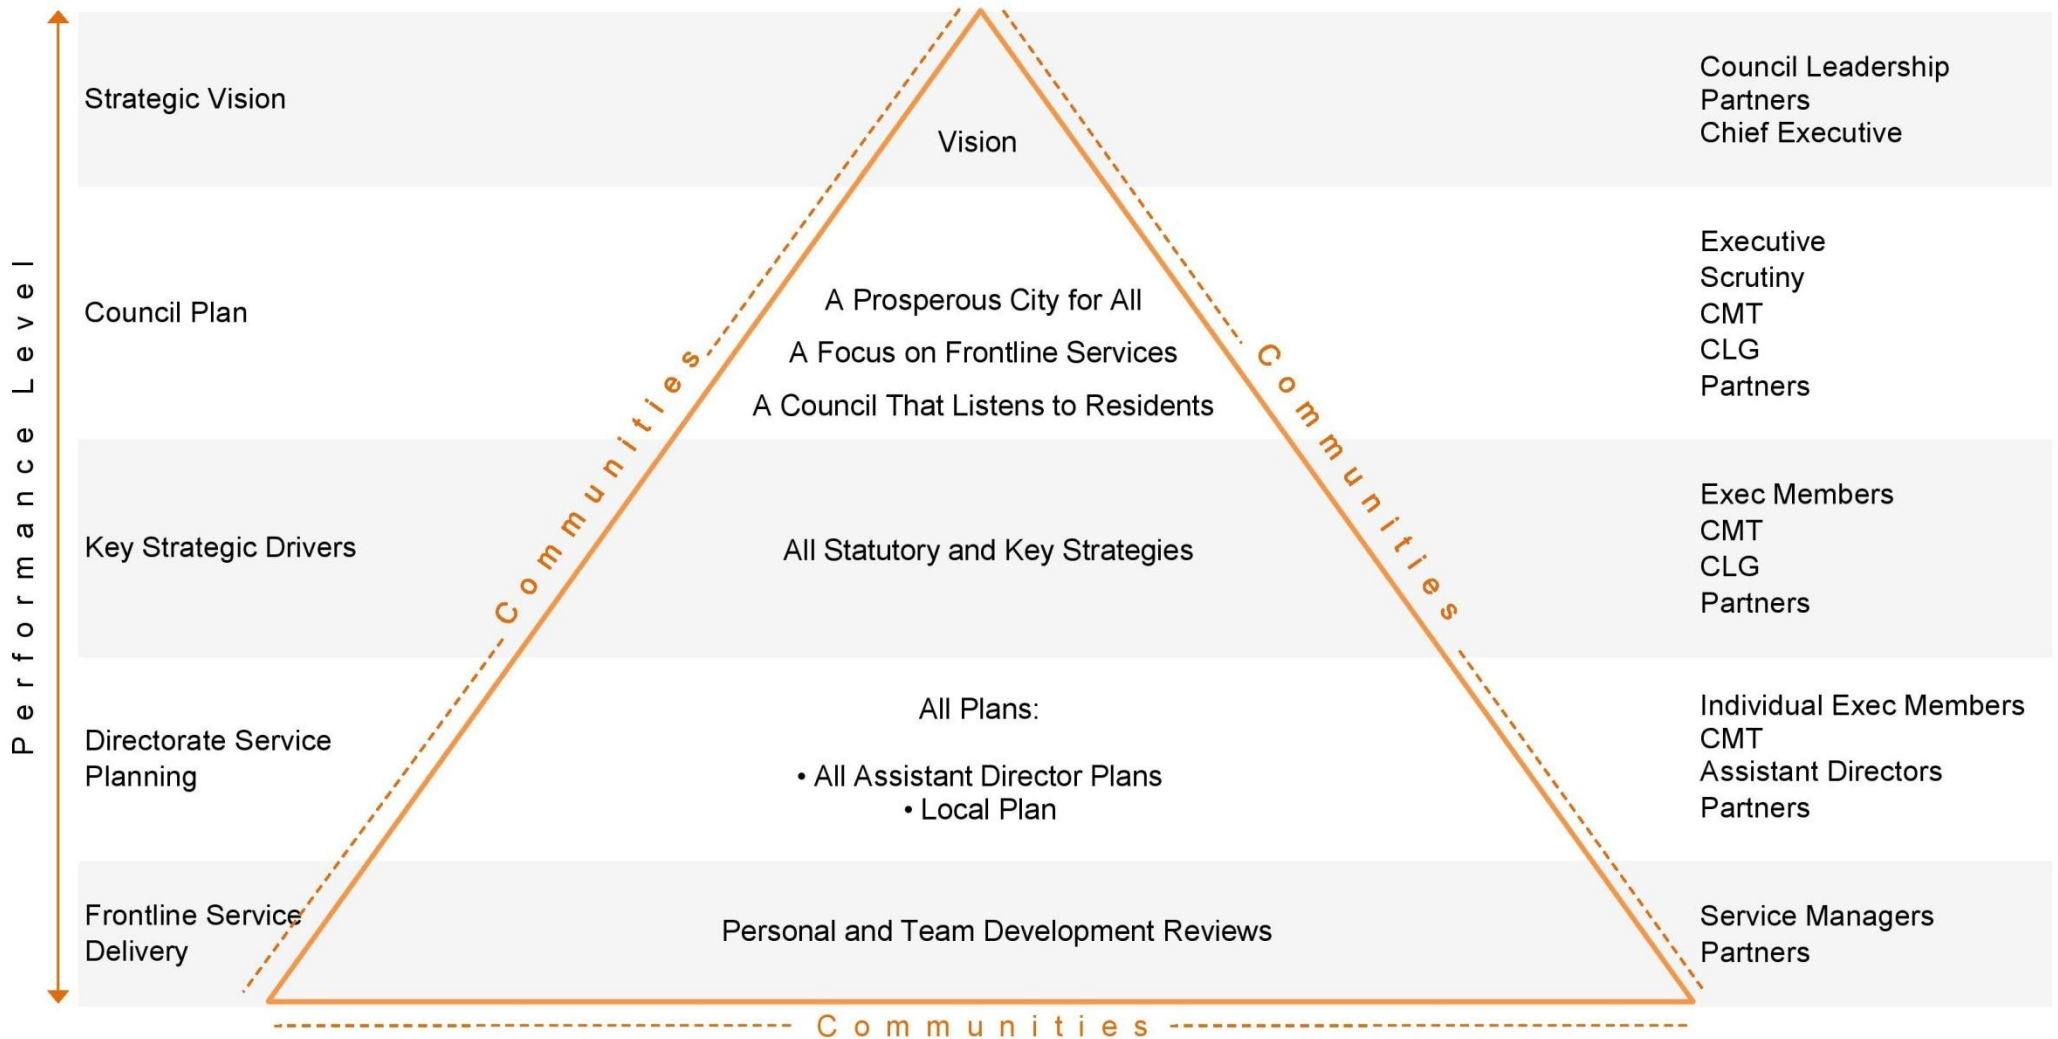 Performance Level
Strategic Vision
Vision
Council Leadership
Partners
Chief Executive
Council Plan
A Prosperous City for All
A Focus on Frontline Services
A Council That Listens to Residents
Executive
Scrutiny
CMT
CLG
Partners
Communities
Communities
Key Strategic Drivers
All Statutory and Key Strategies
Exec Members
CMT
CLG
Partners
Directorate Service
Planning
All Plans:
• All Assistant Director Plans
• Local Plan
Individual Exec Members
CMT
Assistant Directors
Partners
Frontline Service
Delivery
Personal and Team Development Reviews
Service Managers
Partners
Communities